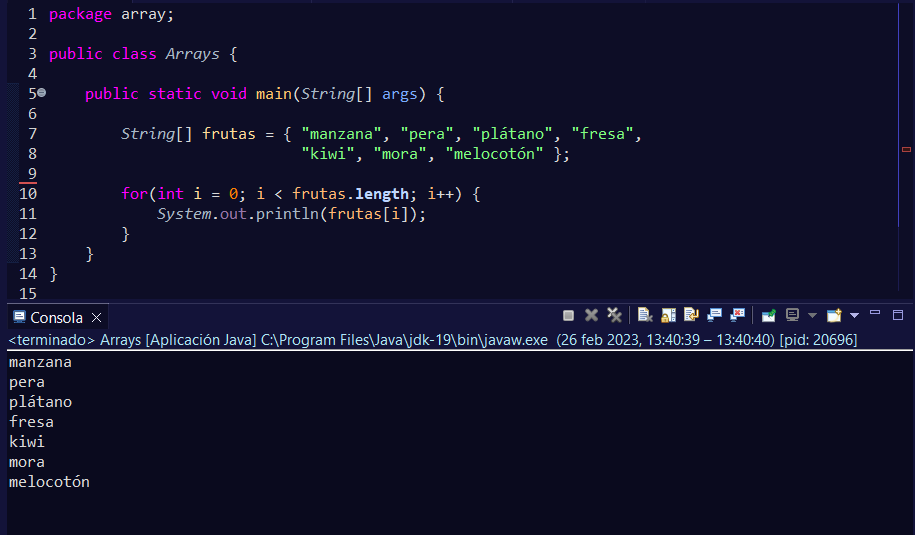 1 package array;
2
3 public class Arrays {
4
5     public static void main(String[] args) {
6
7         String[] frutas = { "manzana", "pera", "plátano", "fresa",
8                             "kiwi", "mora", "melocotón" };
9
10         for(int i = 0; i < frutas.length; i++) {
11             System.out.println(frutas[i]);
12         }
13     }
14 }
15
Consola
<terminado> Arrays [Aplicación Java] C:\Program Files\Java\jdk-19\bin\javaw.exe (26 feb 2023, 13:40:39 – 13:40:40) [pid: 20696]
manzana
pera
plátano
fresa
kiwi
mora
melocotón